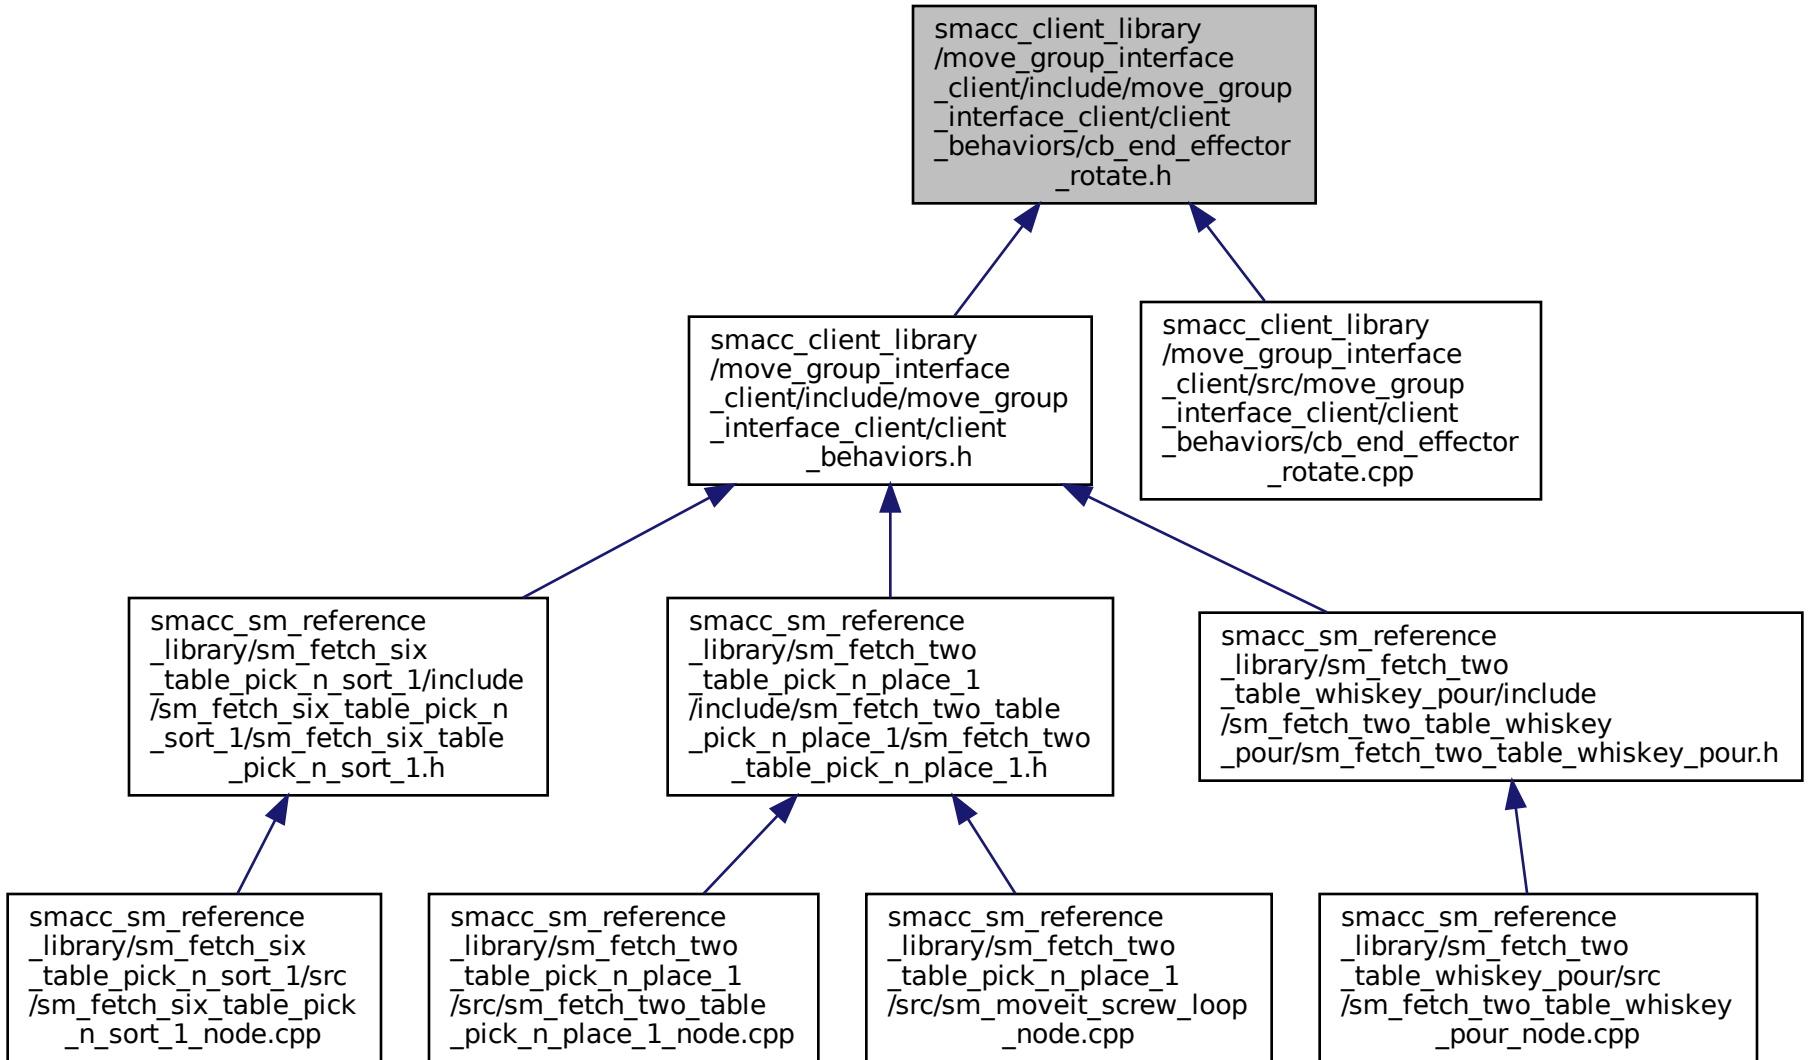 smacc_client_library
/move_group_interface
_client/include/move_group
_interface_client/client
_behaviors/cb_end_effector
_rotate.h
smacc_client_library
/move_group_interface
_client/include/move_group
_interface_client/client
_behaviors.h
smacc_client_library
/move_group_interface
_client/src/move_group
_interface_client/client
_behaviors/cb_end_effector
_rotate.cpp
smacc_sm_reference
_library/sm_fetch_six
_table_pick_n_sort_1/include
/sm_fetch_six_table_pick_n
_sort_1/sm_fetch_six_table
_pick_n_sort_1.h
smacc_sm_reference
_library/sm_fetch_two
_table_pick_n_place_1
/include/sm_fetch_two_table
_pick_n_place_1/sm_fetch_two
_table_pick_n_place_1.h
smacc_sm_reference
_library/sm_fetch_two
_table_whiskey_pour/include
/sm_fetch_two_table_whiskey
_pour/sm_fetch_two_table_whiskey_pour.h
smacc_sm_reference
_library/sm_fetch_six
_table_pick_n_sort_1/src
/sm_fetch_six_table_pick
_n_sort_1_node.cpp
smacc_sm_reference
_library/sm_fetch_two
_table_pick_n_place_1
/src/sm_fetch_two_table
_pick_n_place_1_node.cpp
smacc_sm_reference
_library/sm_fetch_two
_table_pick_n_place_1
/src/sm_moveit_screw_loop
_node.cpp
smacc_sm_reference
_library/sm_fetch_two
_table_whiskey_pour/src
/sm_fetch_two_table_whiskey
_pour_node.cpp